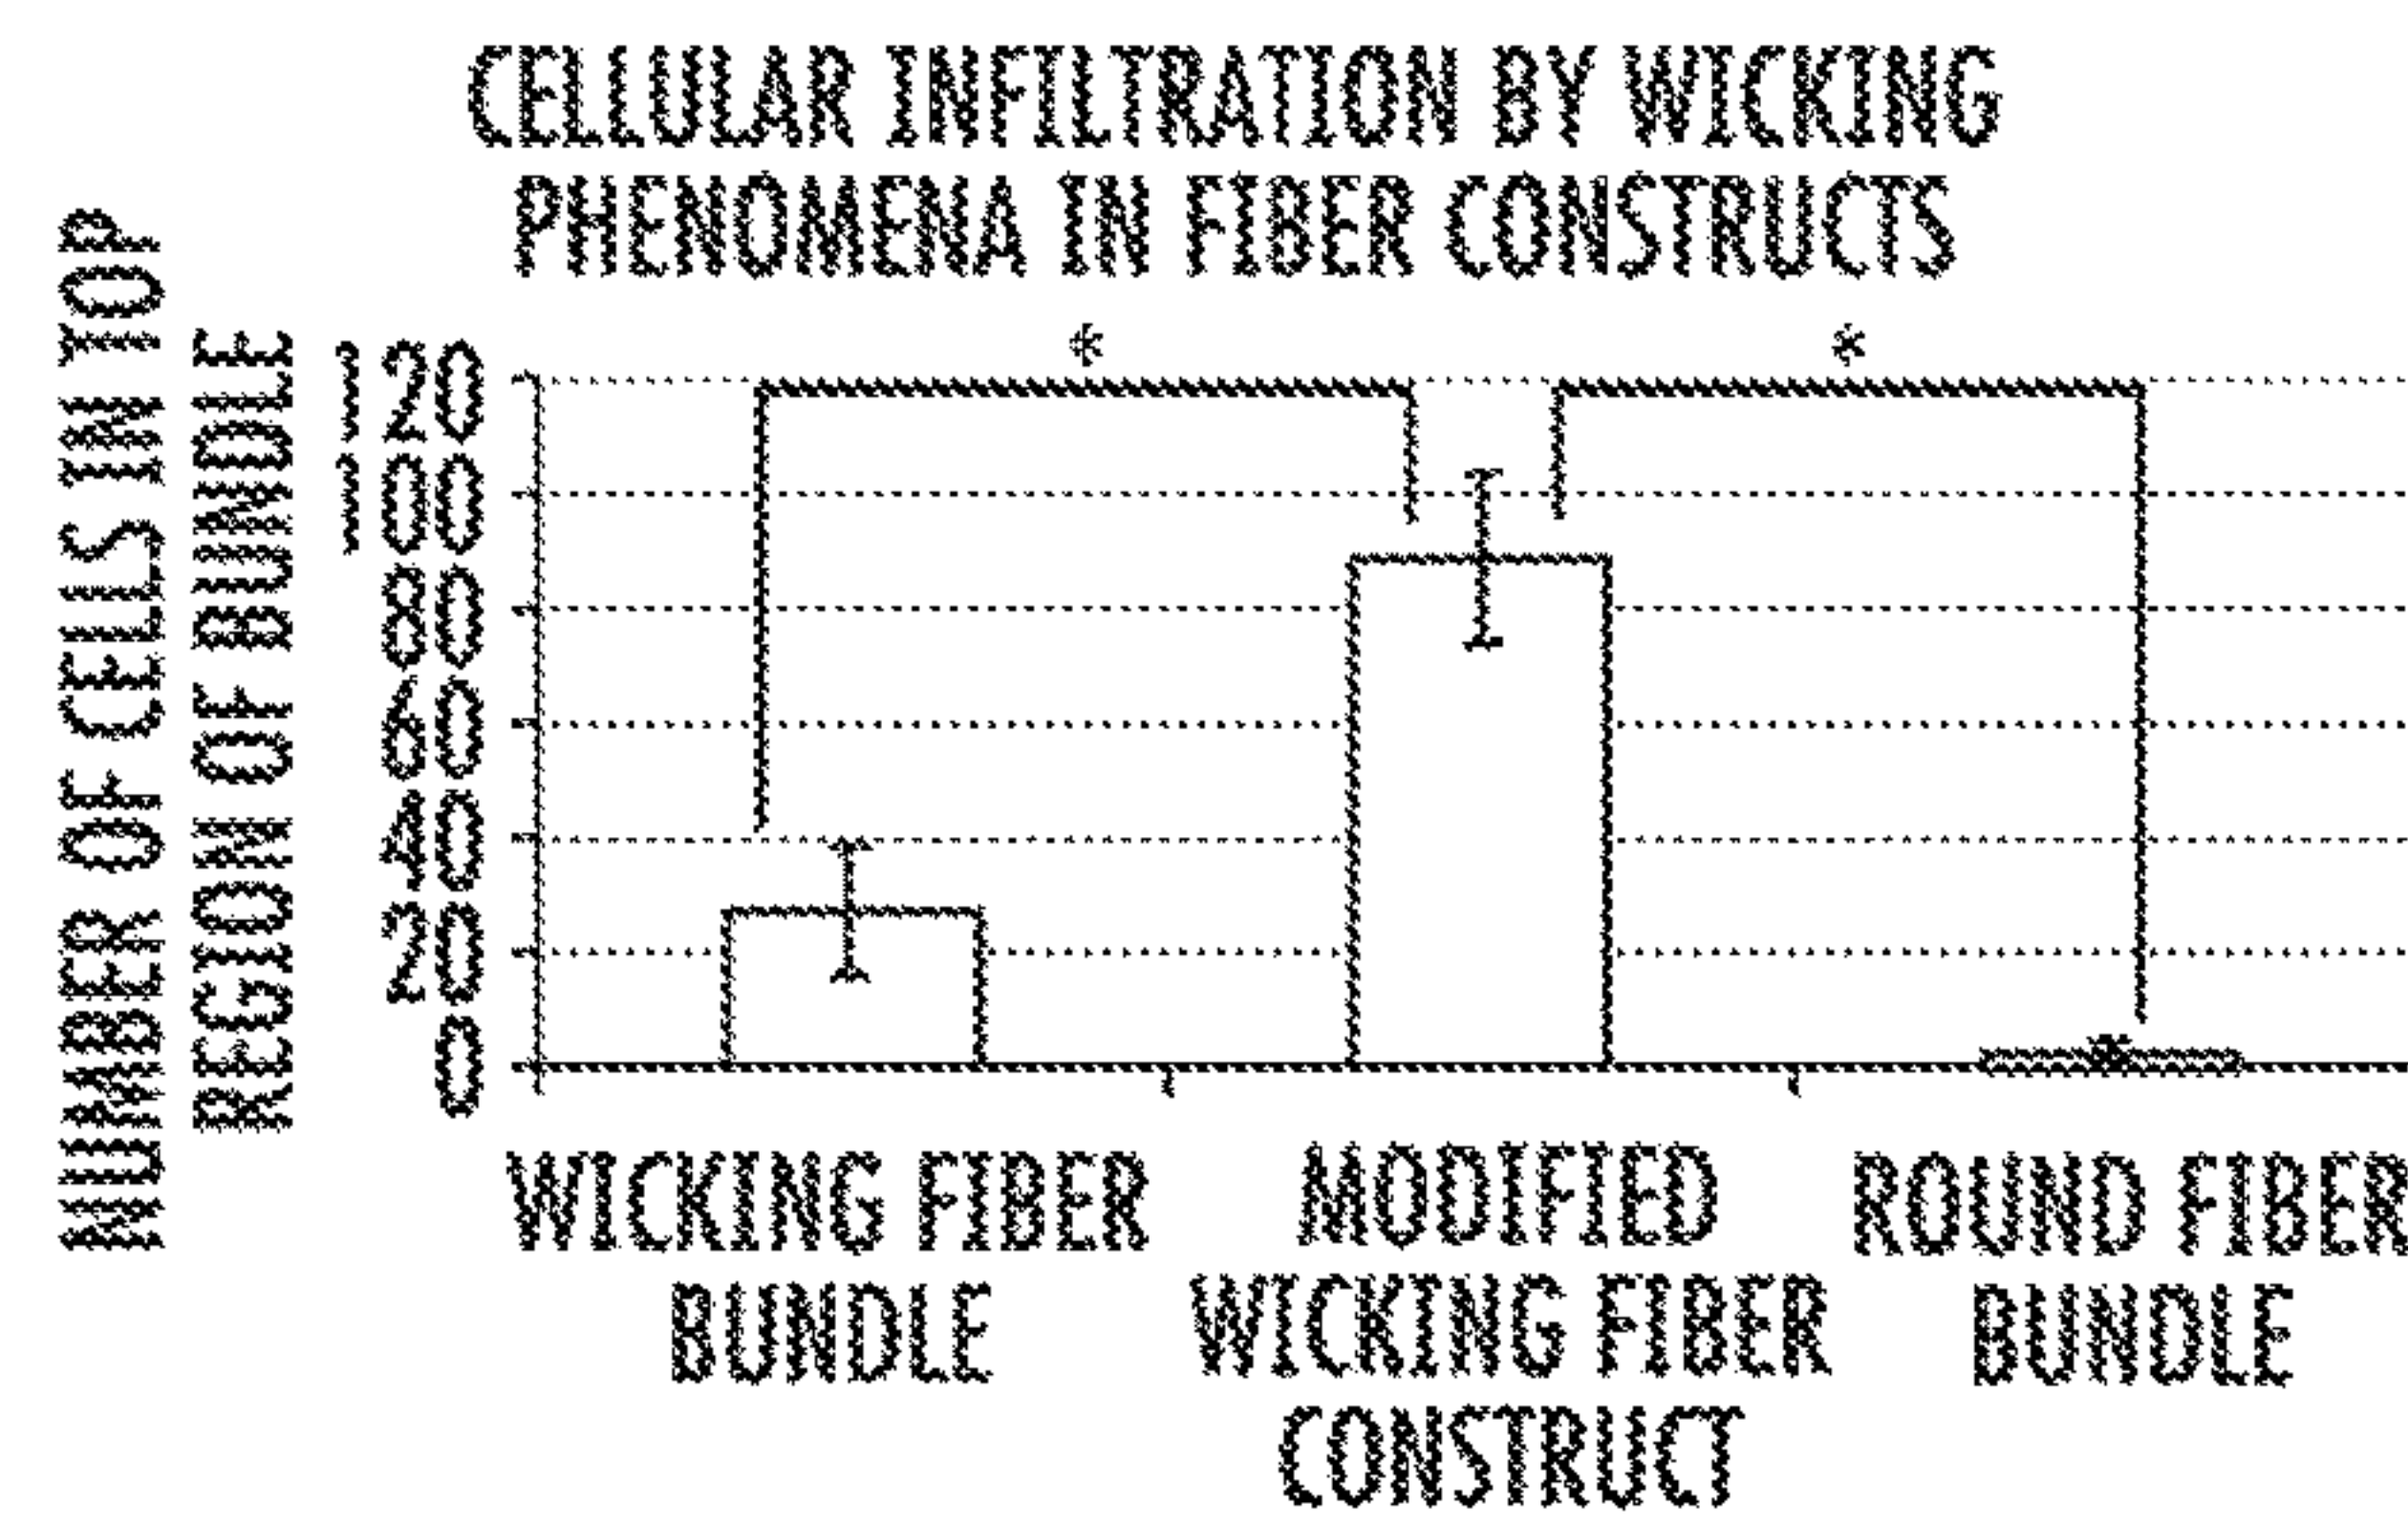 CELLULAR INFILTRATION BY WICKING
PHENOMENA IN FIBER CONSTRUCTS
NUMBER OF CELLS IN TOP
REGION OF BUNDLE
*
*
120
100
80
60
40
20
0
WICKING FIBER
BUNDLE
MODIFIED
WICKING FIBER
CONSTRUCT
ROUND FIBER
BUNDLE